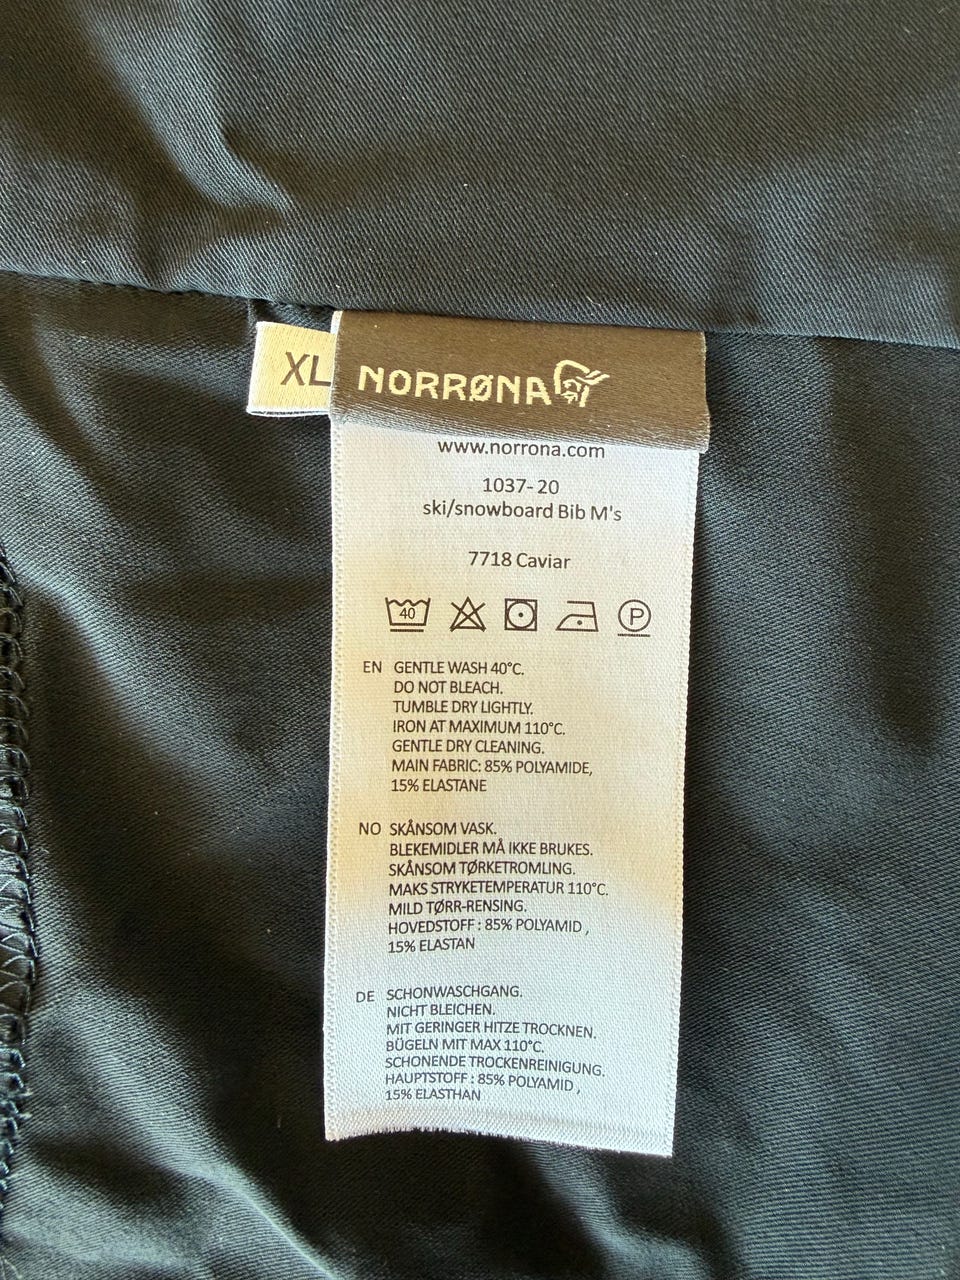 XL
NORRØNA
www.norrona.com
1037-20
ski/snowboard Bib M's
7718 Caviar
40
P
EN GENTLE WASH 40°C.
DO NOT BLEACH.
TUMBLE DRY LIGHTLY.
IRON AT MAXIMUM 110°C.
GENTLE DRY CLEANING.
MAIN FABRIC: 85% POLYAMIDE,
15% ELASTANE
NO SKÅNSOM VASK.
BLEKEMIDLER MÅ IKKE BRUKES.
SKÅNSOM TØRKETROMLING.
MAKS STRYKETEMPERATUR 110°C.
MILD TØRR-RENSING.
HOVEDSTOFF : 85% POLYAMID ,
15% ELASTAN
DE SCHONWASCHGANG.
NICHT BLEICHEN.
MIT GERINGER HITZE TROCKNEN.
BÜGELN MIT MAX 110°C.
SCHONENDE TROCKENREINIGUNG.
HAUPTSTOFF : 85% POLYAMID ,
15% ELASTHAN